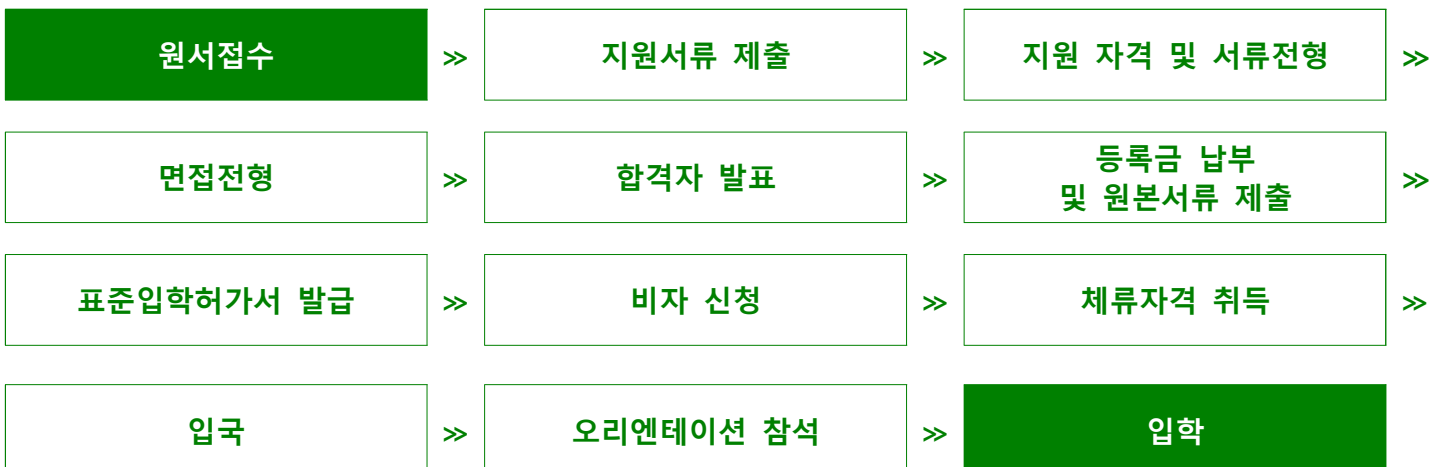 원서접수 ≫ 지원서류 제출 ≫ 지원 자격 및 서류전형 ≫
면접전형 ≫ 합격자 발표 ≫ 등록금 납부
및 원본서류 제출 ≫
표준입학허가서 발급 ≫ 비자 신청 ≫ 체류자격 취득 ≫
입국 ≫ 오리엔테이션 참석 ≫ 입학